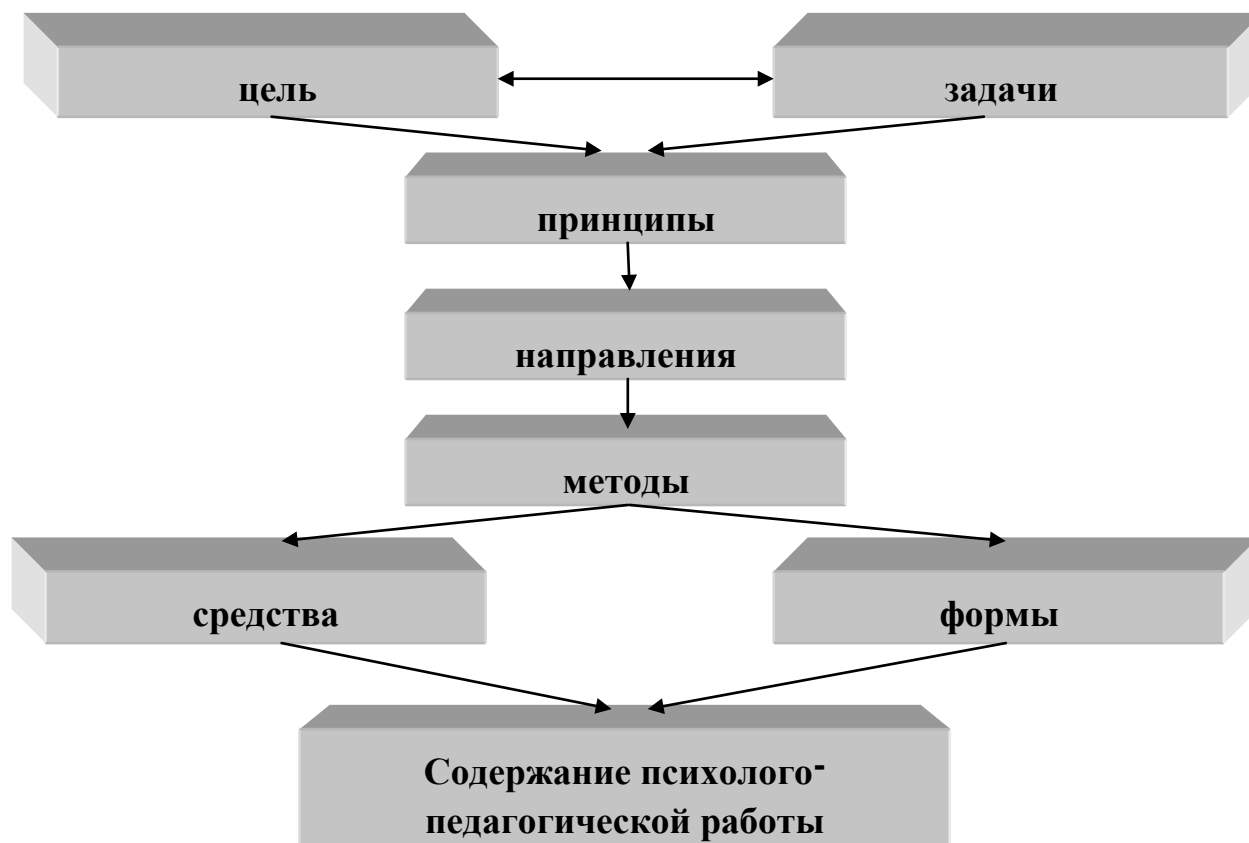 цель
задачи
принципы
направления
методы
средства
формы
Содержание психолого-
педагогической работы